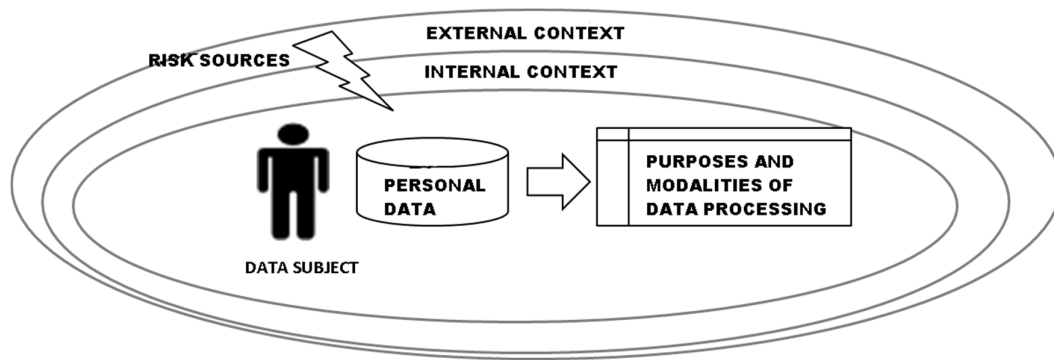 EXTERNAL CONTEXT
RISK SOURCES
INTERNAL CONTEXT
PERSONAL
DATA
PURPOSES AND
MODALITIES OF
DATA PROCESSING
DATA SUBJECT